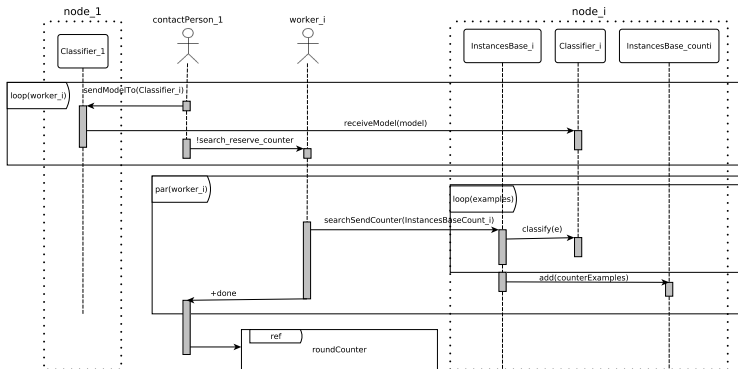 node_1
contactPerson_1
worker_i
node_i
Classifier_1
InstancesBase_i
Classifier_i
InstancesBase_counti
loop(worker_i)
sendModelTo(Classifier_i)
receiveModel(model)
!search_reserve_counter
par(worker_i)
loop(examples)
searchSendCounter(InstancesBaseCount_i)
classify(e)
add(counterExamples)
+done
ref
roundCounter